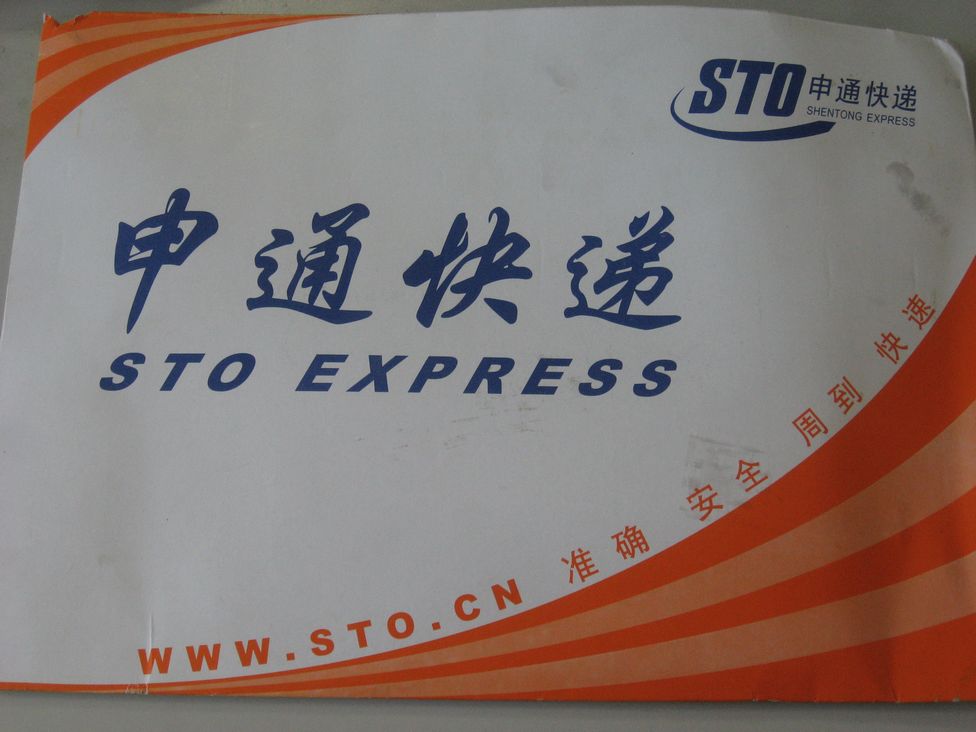 STO申通快递
SHENTONG EXPRESS
申通快递
STO EXPRESS
WWW.STO.CN 准确 安全 周到 快速